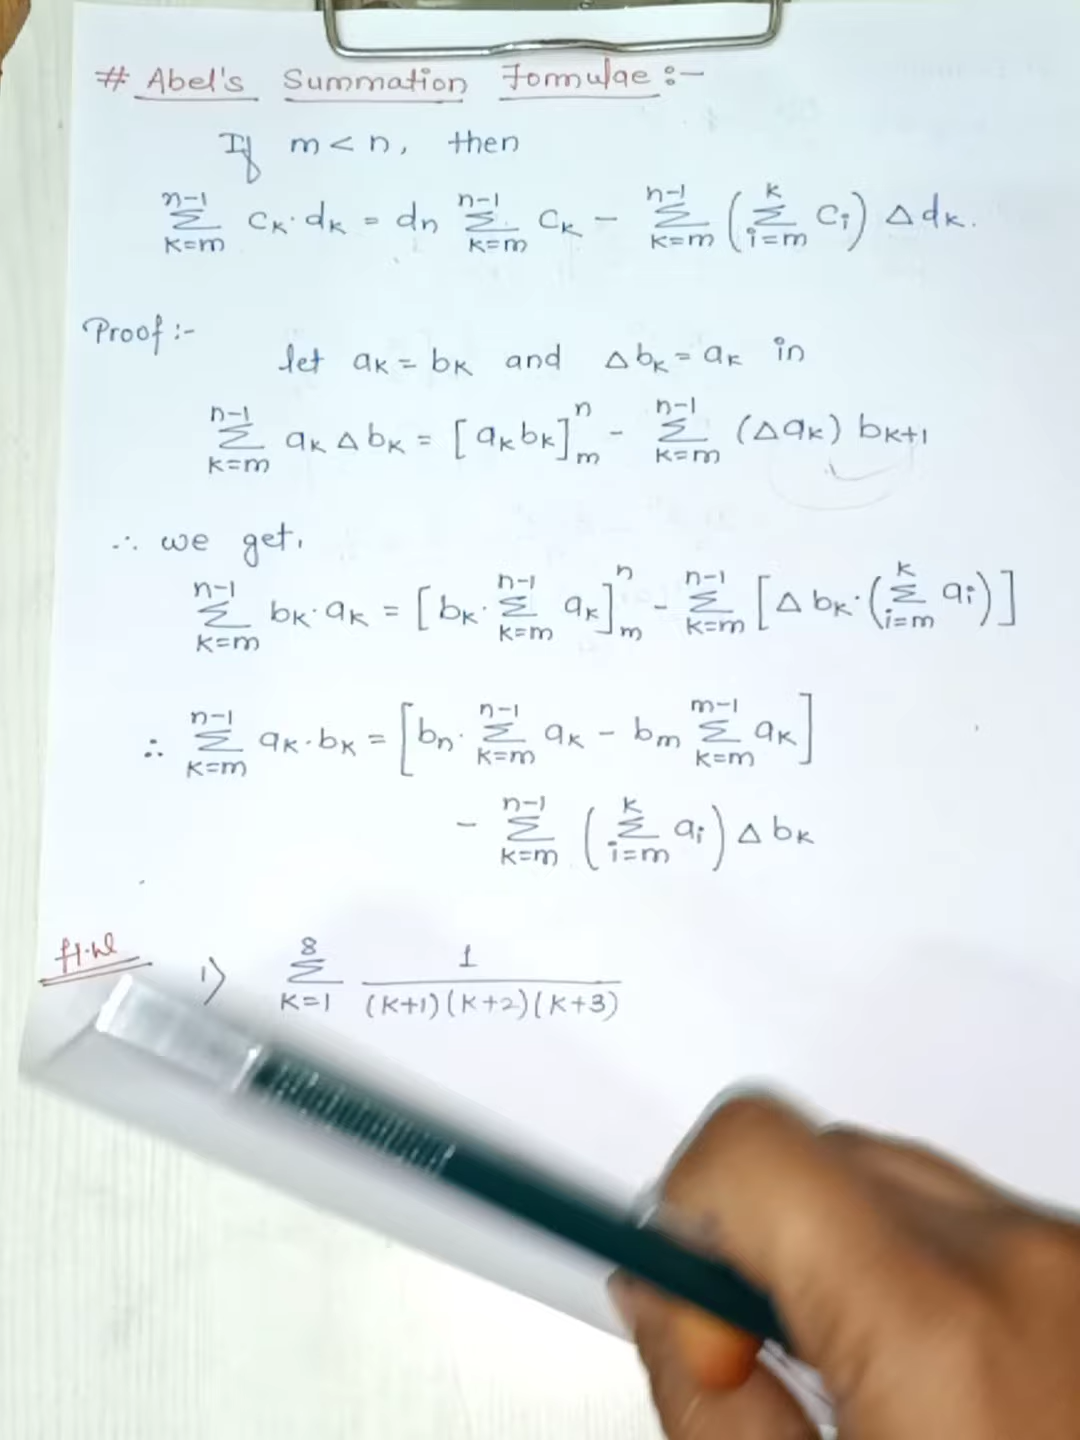 # Abel's Summation Formulae :-
If m < n, then
∑_{k=m}^{n-1} c_k · d_k = d_n ∑_{k=m}^{n-1} c_k - ∑_{k=m}^{n-1} (∑_{i=m}^{k} c_i) Δ d_k.
Proof :-
let a_k = b_k and Δ b_k = a_k in
∑_{k=m}^{n-1} a_k Δ b_k = [a_k b_k]_m^n - ∑_{k=m}^{n-1} (Δ a_k) b_{k+1}
∴ we get,
∑_{k=m}^{n-1} b_k · a_k = [b_k · ∑_{k=m}^{n-1} a_k]_m^n - ∑_{k=m}^{n-1} [Δ b_k · (∑_{i=m}^{k} a_i)]
∴ ∑_{k=m}^{n-1} a_k · b_k = [b_n · ∑_{k=m}^{n-1} a_k - b_m ∑_{k=m}^{m-1} a_k]
- ∑_{k=m}^{n-1} (∑_{i=m}^{k} a_i) Δ b_k
H.W 1) ∑_{k=1}^{8} 1/((k+1)(k+2)(k+3))